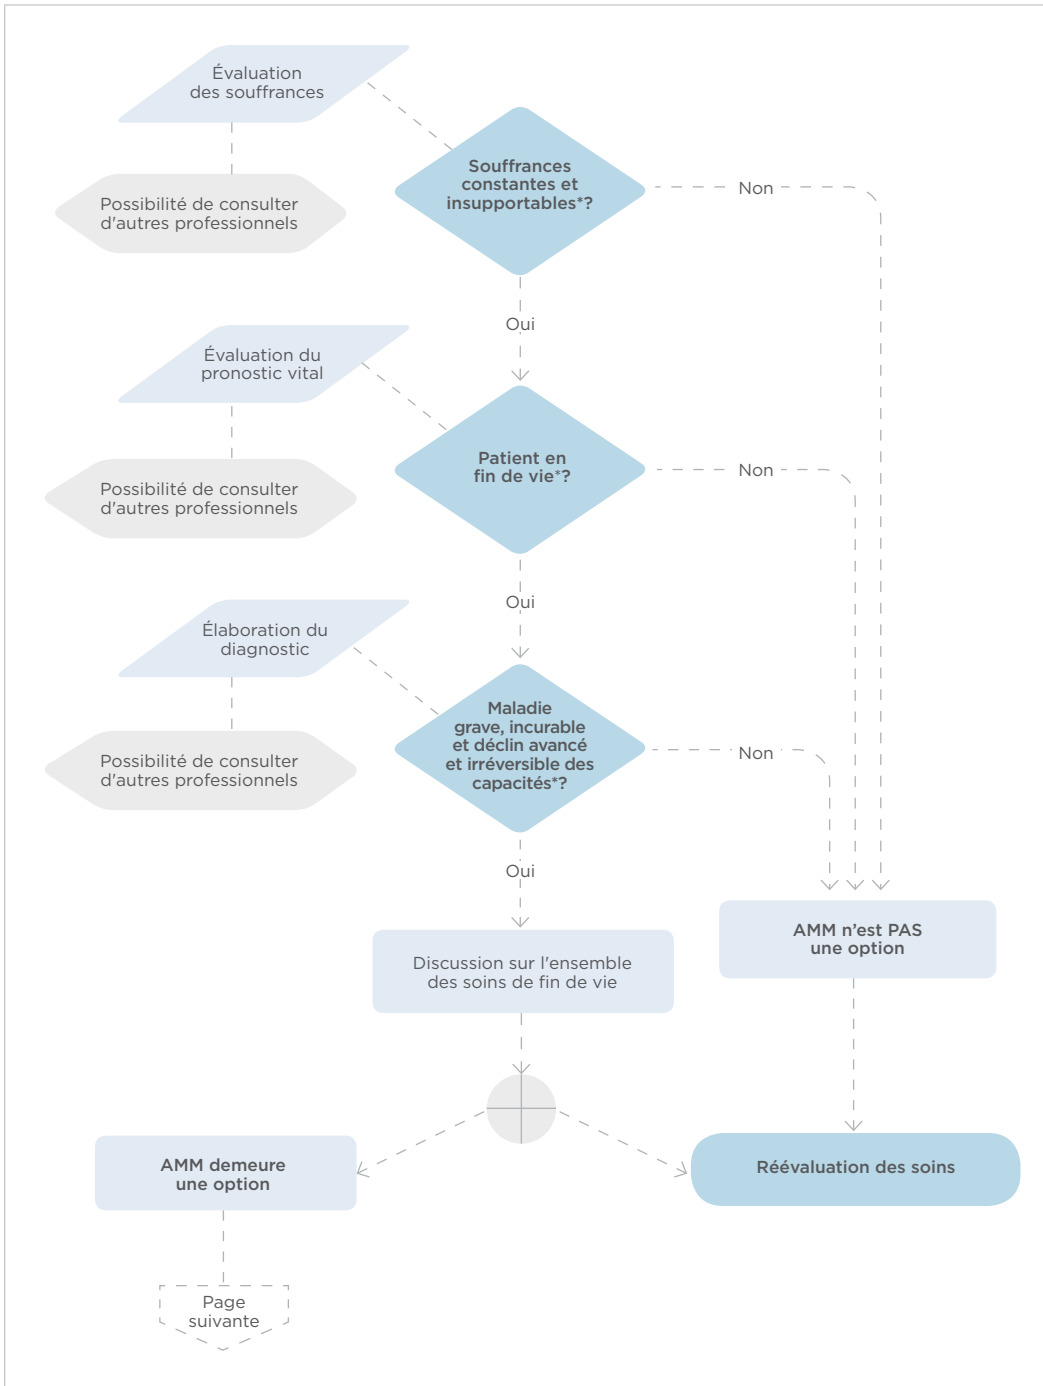 Évaluation
des souffrances
Souffrances
constantes et
insupportables*?
Non
Possibilité de consulter
d'autres professionnels
Oui
Évaluation du
pronostic vital
Patient en
fin de vie*?
Non
Possibilité de consulter
d'autres professionnels
Oui
Élaboration du
diagnostic
Maladie
grave, incurable
et déclin avancé
et irréversible des
capacités*?
Non
Possibilité de consulter
d'autres professionnels
Oui
AMM n’est PAS
une option
Discussion sur l'ensemble
des soins de fin de vie
AMM demeure
une option
Réévaluation des soins
Page
suivante